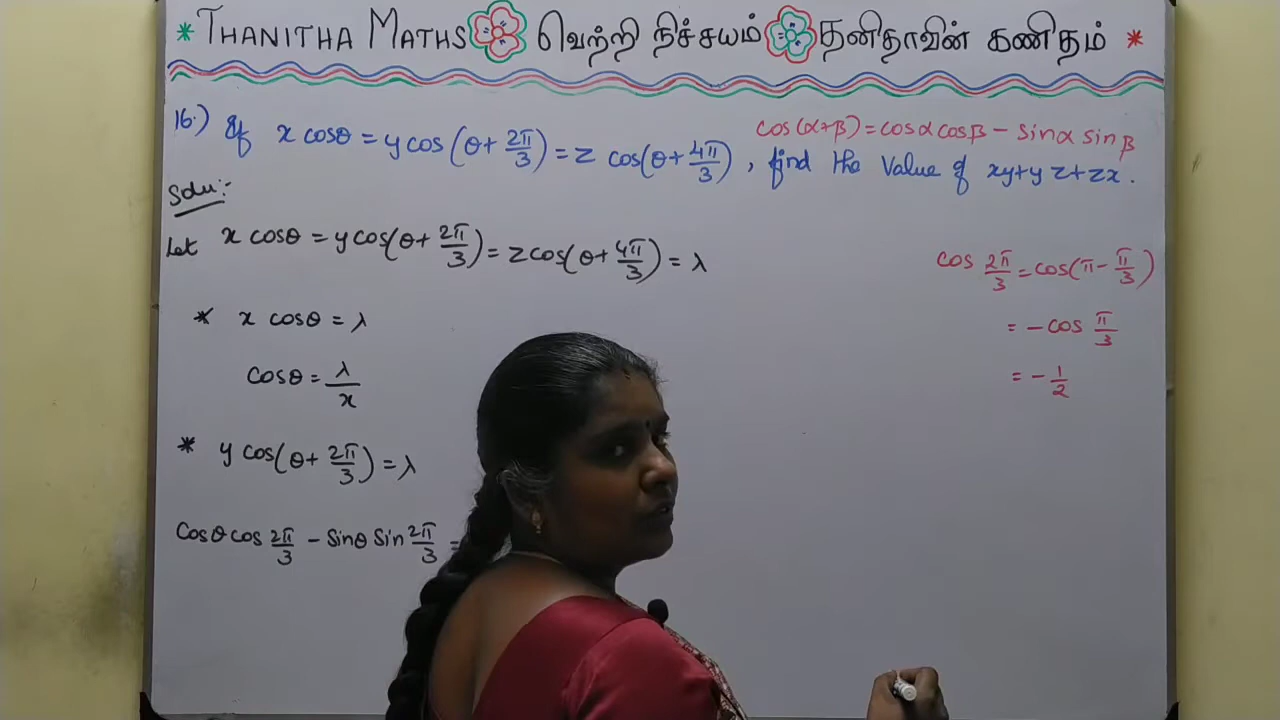 * THANITHA MATHS வெற்றி நிச்சயம் தனிதாவின் கணிதம் *
16.) If x cosθ = y cos(θ + 2π/3) = z cos(θ + 4π/3), find the value of xy + yz + zx.
cos(α+β) = cosα cosβ − sinα sinβ
Solu:-
Let x cosθ = y cos(θ + 2π/3) = z cos(θ + 4π/3) = λ
* x cosθ = λ
cosθ = λ/x
* y cos(θ + 2π/3) = λ
cosθ cos 2π/3 − sinθ sin 2π/3 =
cos 2π/3 = cos(π − π/3)
= − cos π/3
= − 1/2